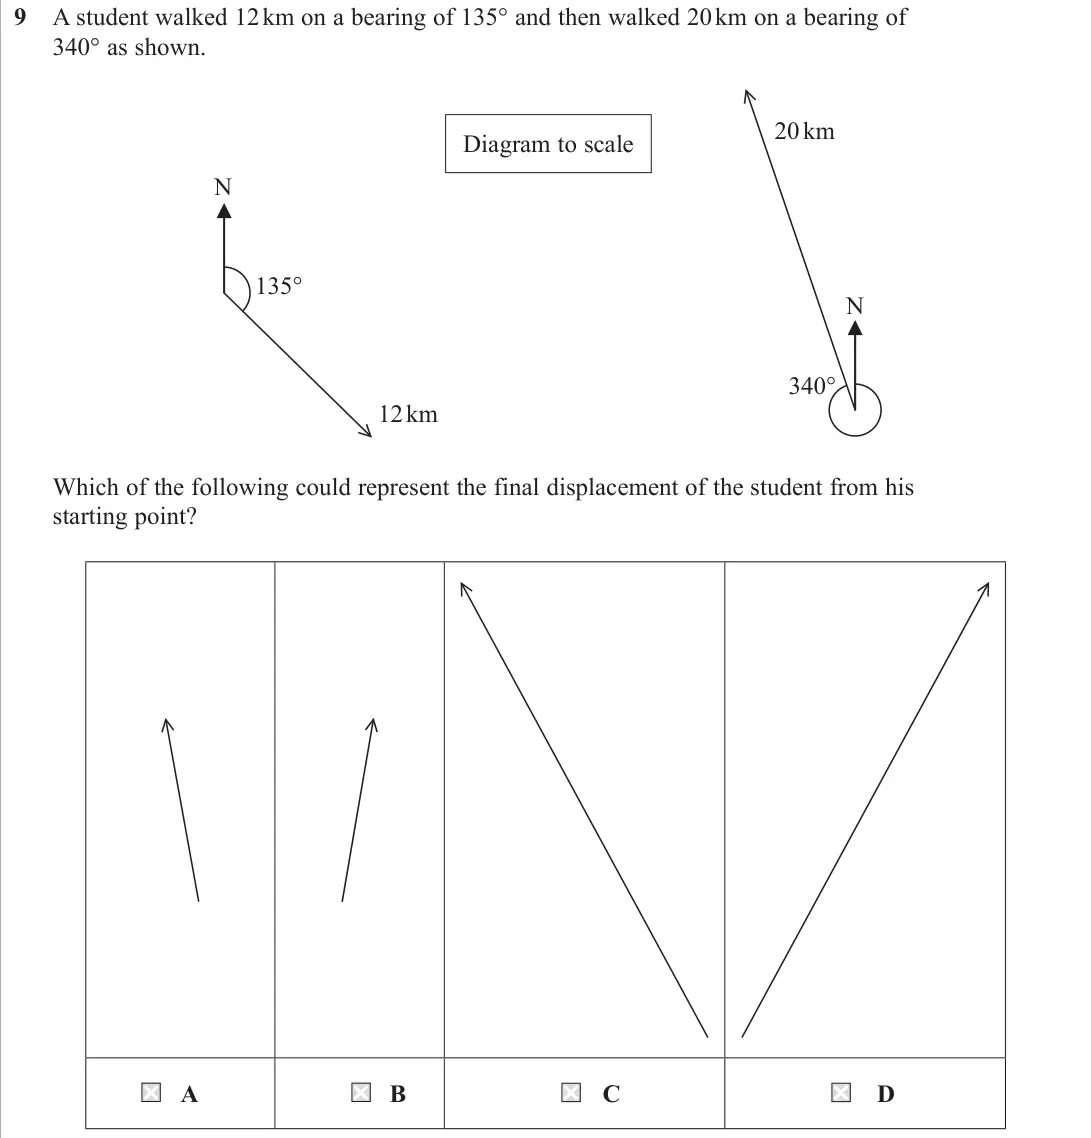 9 A student walked 12 km on a bearing of 135° and then walked 20 km on a bearing of
340° as shown.
Diagram to scale
20 km
N
135°
N
340°
12 km
Which of the following could represent the final displacement of the student from his
starting point?
A B C D